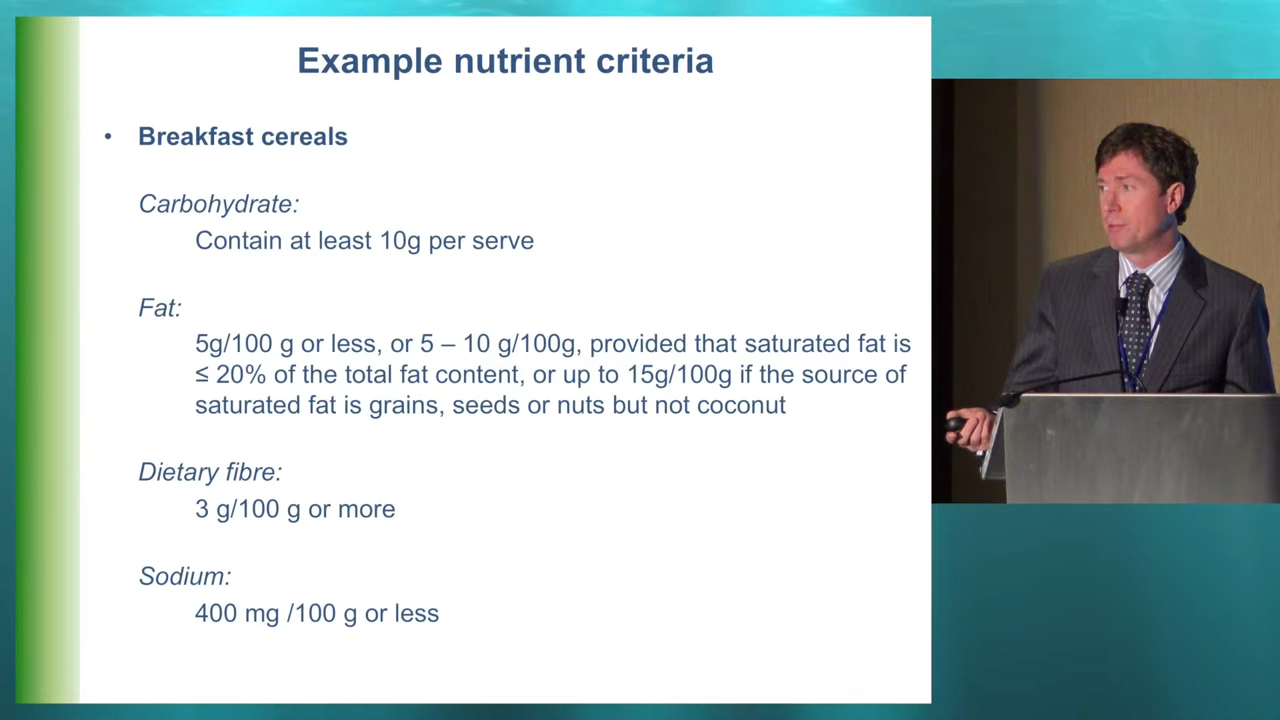 Example nutrient criteria
• Breakfast cereals
Carbohydrate:
Contain at least 10g per serve
Fat:
5g/100 g or less, or 5 – 10 g/100g, provided that saturated fat is
≤ 20% of the total fat content, or up to 15g/100g if the source of
saturated fat is grains, seeds or nuts but not coconut
Dietary fibre:
3 g/100 g or more
Sodium:
400 mg /100 g or less